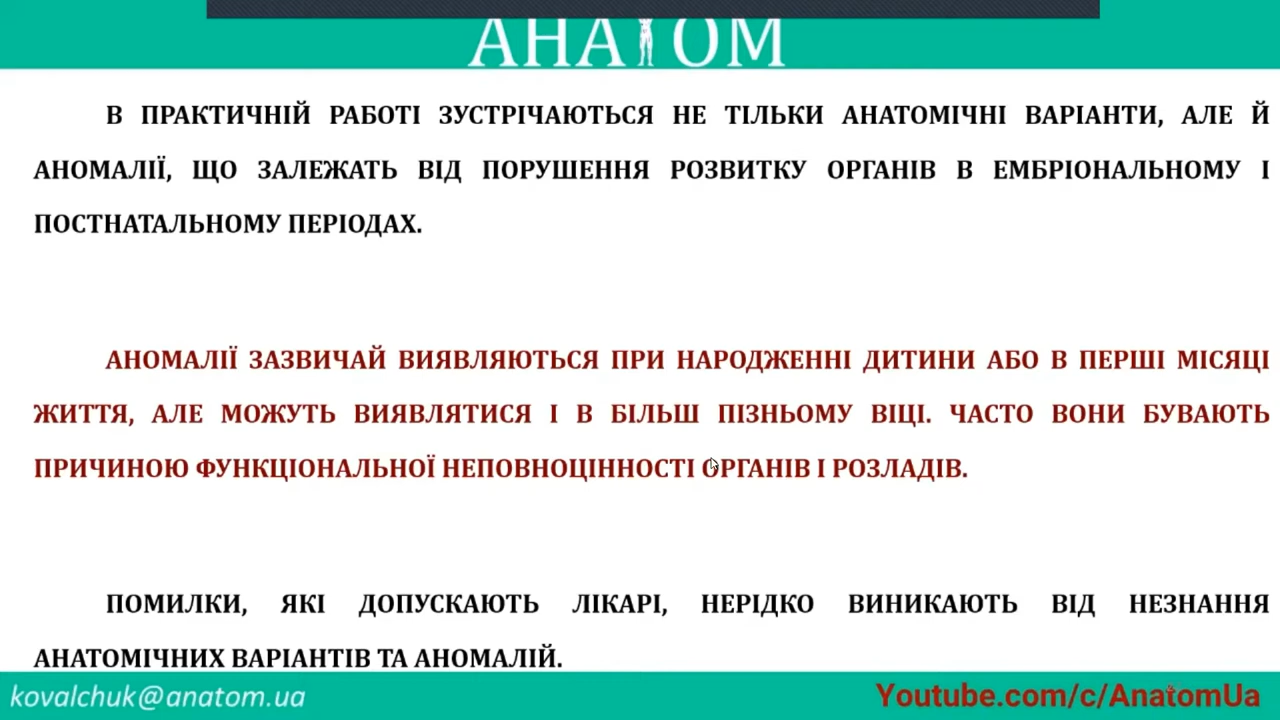 АНАТОМ
В ПРАКТИЧНІЙ РАБОТІ ЗУСТРІЧАЮТЬСЯ НЕ ТІЛЬКИ АНАТОМІЧНІ ВАРІАНТИ, АЛЕ Й
АНОМАЛІЇ, ЩО ЗАЛЕЖАТЬ ВІД ПОРУШЕННЯ РОЗВИТКУ ОРГАНІВ В ЕМБРІОНАЛЬНОМУ І
ПОСТНАТАЛЬНОМУ ПЕРІОДАХ.
АНОМАЛІЇ ЗАЗВИЧАЙ ВИЯВЛЯЮТЬСЯ ПРИ НАРОДЖЕННІ ДИТИНИ АБО В ПЕРШІ МІСЯЦІ
ЖИТТЯ, АЛЕ МОЖУТЬ ВИЯВЛЯТИСЯ І В БІЛЬШ ПІЗНЬОМУ ВІЦІ. ЧАСТО ВОНИ БУВАЮТЬ
ПРИЧИНОЮ ФУНКЦІОНАЛЬНОЇ НЕПОВНОЦІННОСТІ ОРГАНІВ І РОЗЛАДІВ.
ПОМИЛКИ, ЯКІ ДОПУСКАЮТЬ ЛІКАРІ, НЕРІДКО ВИНИКАЮТЬ ВІД НЕЗНАННЯ
АНАТОМІЧНИХ ВАРІАНТІВ ТА АНОМАЛІЙ.
kovalchuk@anatom.ua
Youtube.com/c/AnatomUa